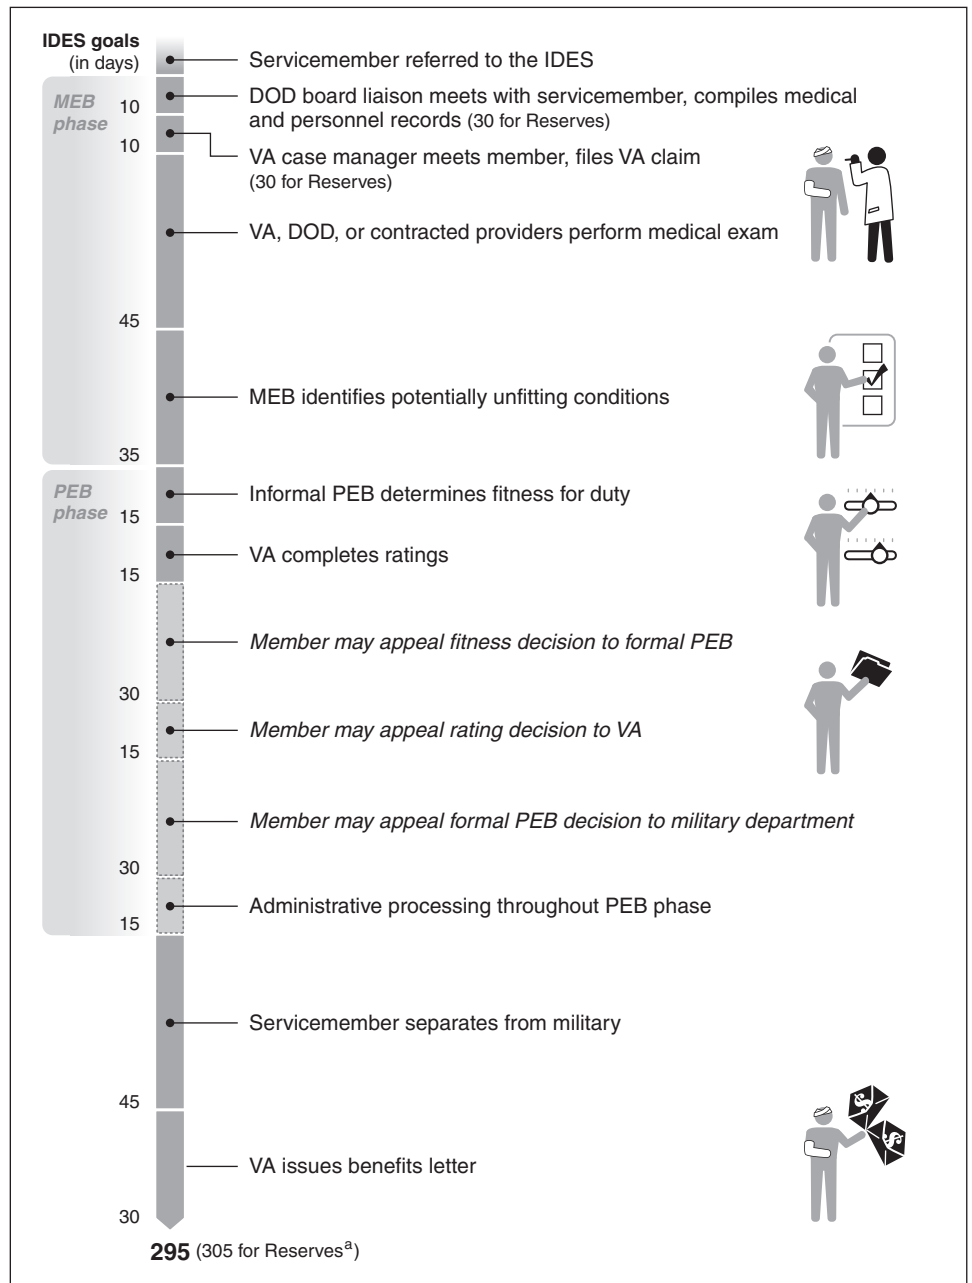 IDES goals
(in days)
Servicemember referred to the IDES
MEB
phase
10
DOD board liaison meets with servicemember, compiles medical
and personnel records (30 for Reserves)
10
VA case manager meets member, files VA claim
(30 for Reserves)
VA, DOD, or contracted providers perform medical exam
45
MEB identifies potentially unfitting conditions
35
PEB
phase
Informal PEB determines fitness for duty
15
VA completes ratings
15
Member may appeal fitness decision to formal PEB
30
Member may appeal rating decision to VA
15
Member may appeal formal PEB decision to military department
30
Administrative processing throughout PEB phase
15
Servicemember separates from military
45
$
$
VA issues benefits letter
30
295 (305 for Reservesa)